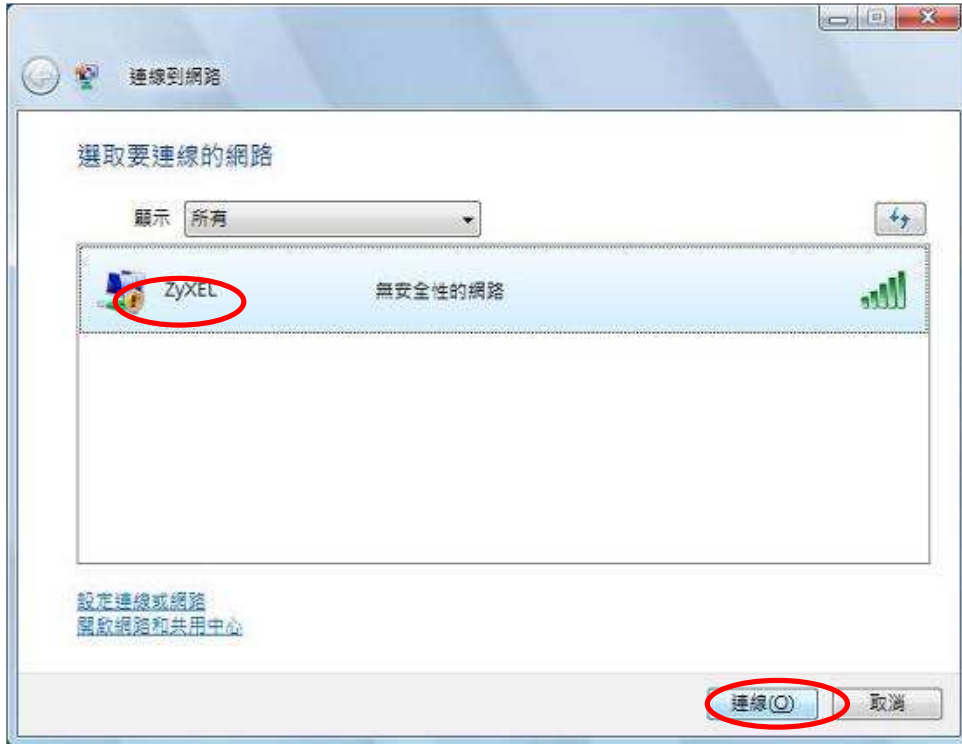 連線到網路
選取要連線的網路
顯示 所有
ZyXEL 無安全性的網路
設定連線或網路
開啟網路和共用中心
連線(O) 取消